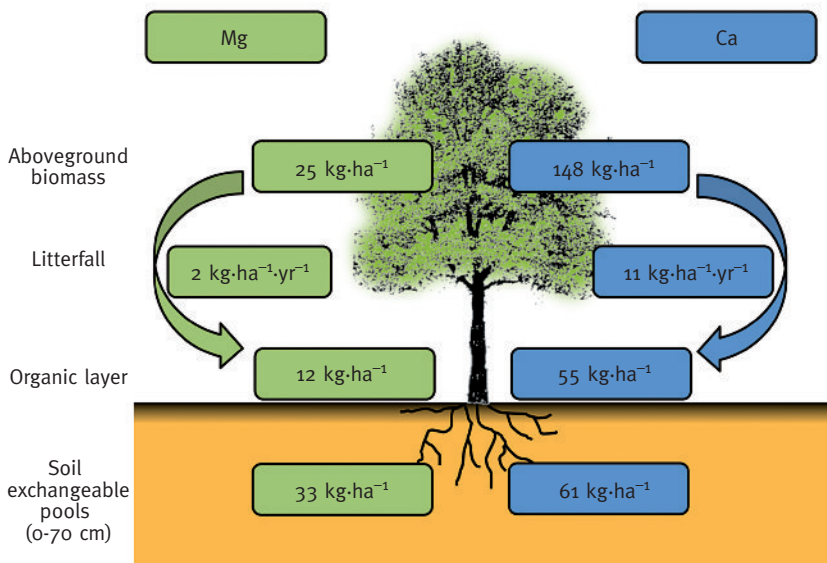 Mg
Ca
Aboveground
biomass
25 kg·ha⁻¹
148 kg·ha⁻¹
Litterfall
2 kg·ha⁻¹·yr⁻¹
11 kg·ha⁻¹·yr⁻¹
Organic layer
12 kg·ha⁻¹
55 kg·ha⁻¹
Soil
exchangeable
pools
(0-70 cm)
33 kg·ha⁻¹
61 kg·ha⁻¹